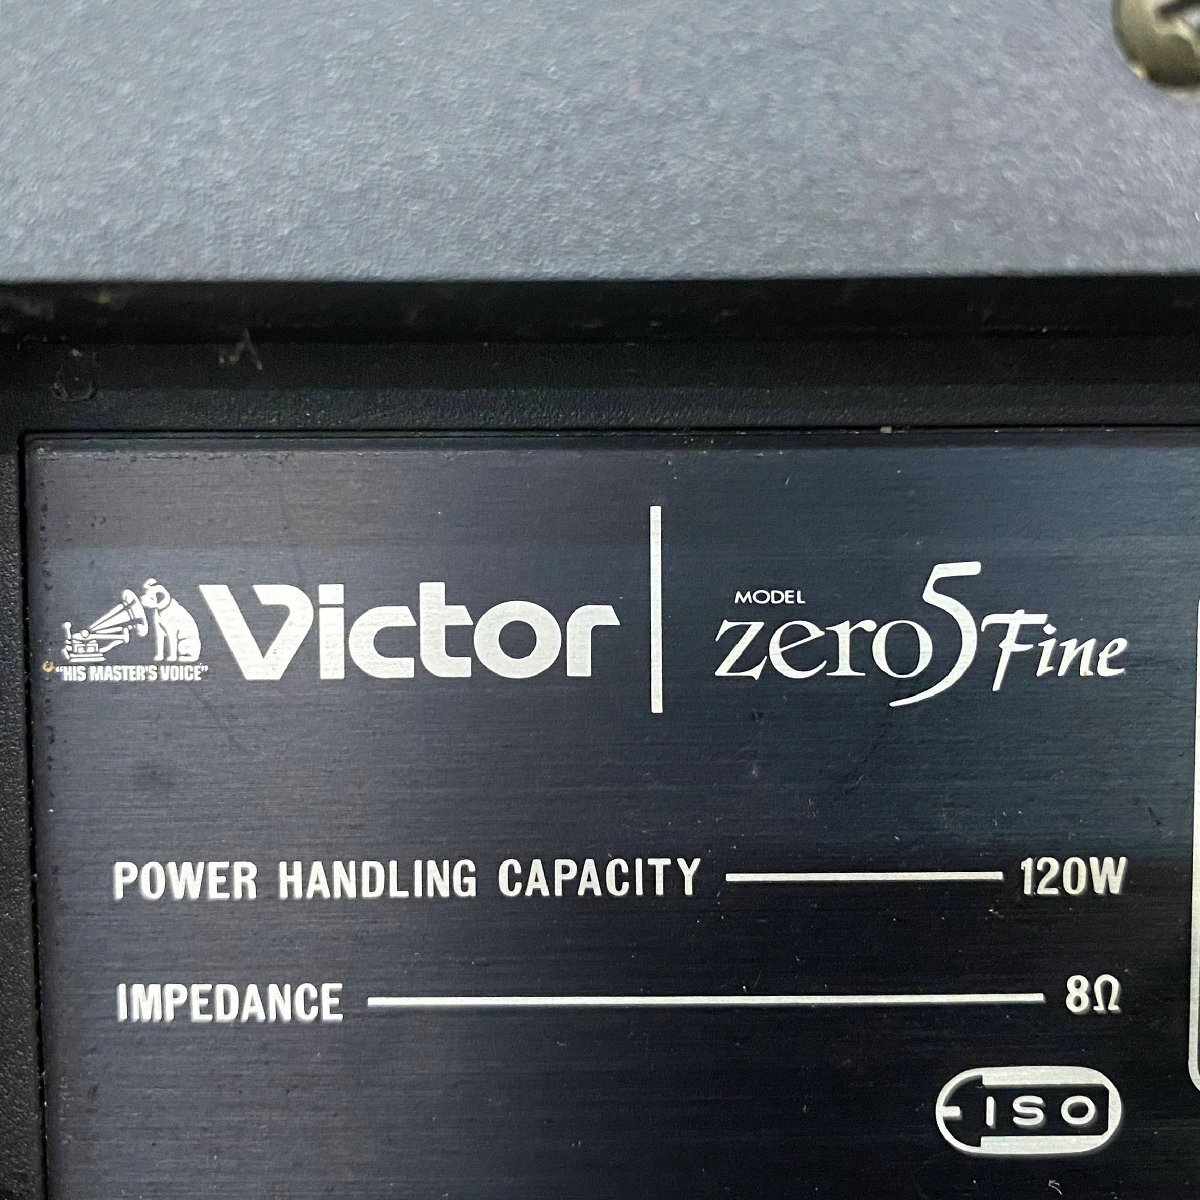 "HIS MASTER'S VOICE"
Victor
MODEL
zero5Fine
POWER HANDLING CAPACITY 120W
IMPEDANCE 8Ω
ISO